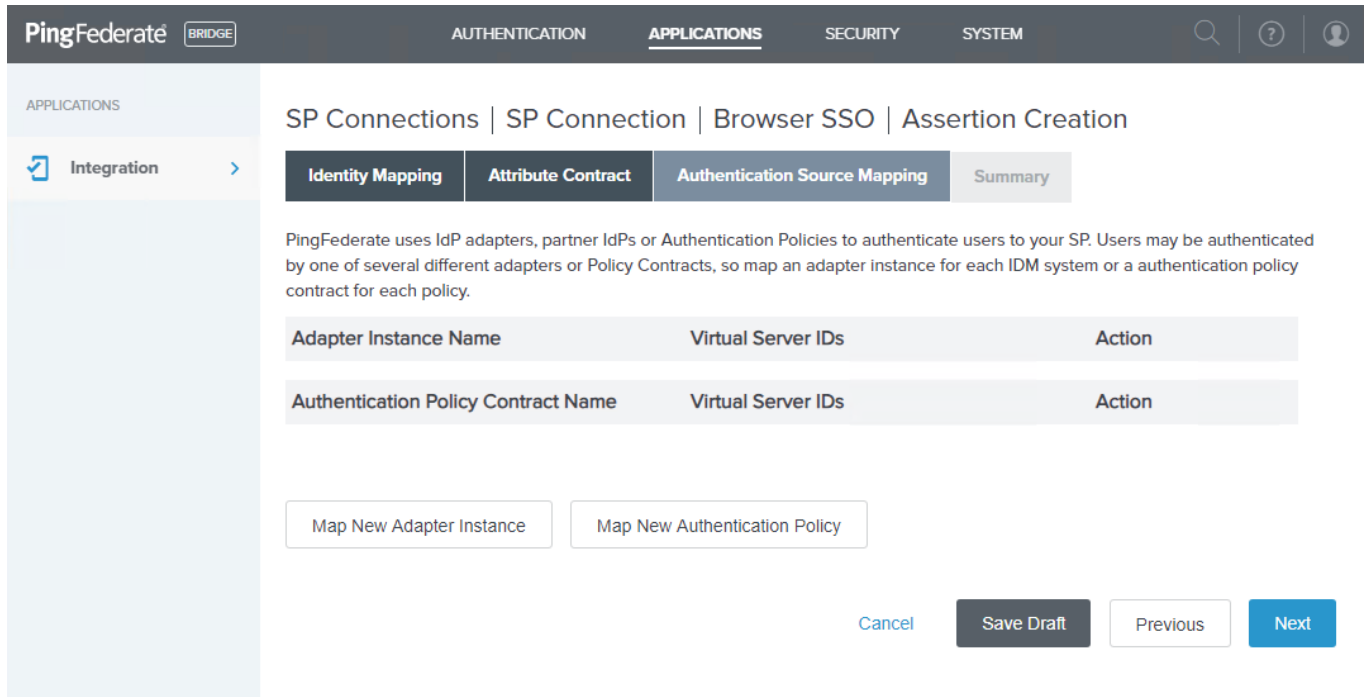 PingFederate BRIDGE AUTHENTICATION APPLICATIONS SECURITY SYSTEM ?
APPLICATIONS
Integration
SP Connections | SP Connection | Browser SSO | Assertion Creation
Identity Mapping Attribute Contract Authentication Source Mapping Summary
PingFederate uses IdP adapters, partner IdPs or Authentication Policies to authenticate users to your SP. Users may be authenticated
by one of several different adapters or Policy Contracts, so map an adapter instance for each IDM system or a authentication policy
contract for each policy.
Adapter Instance Name Virtual Server IDs Action
Authentication Policy Contract Name Virtual Server IDs Action
Map New Adapter Instance Map New Authentication Policy
Cancel Save Draft Previous Next